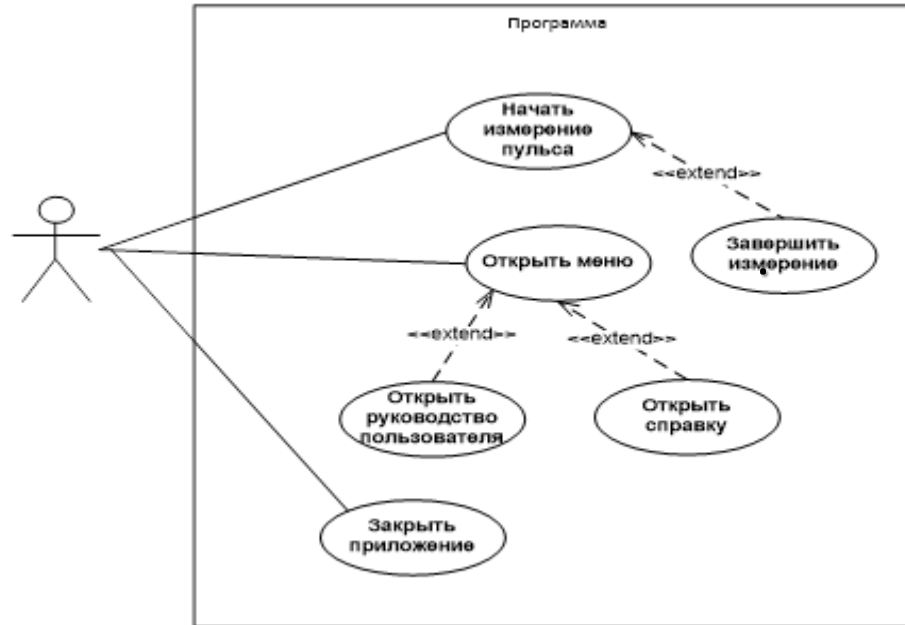 Программа
Начать
измерение
пульса
<<extend>>
Завершить
измерение
Открыть меню
<<extend>>
<<extend>>
Открыть
руководство
пользователя
Открыть
справку
Закрыть
приложение